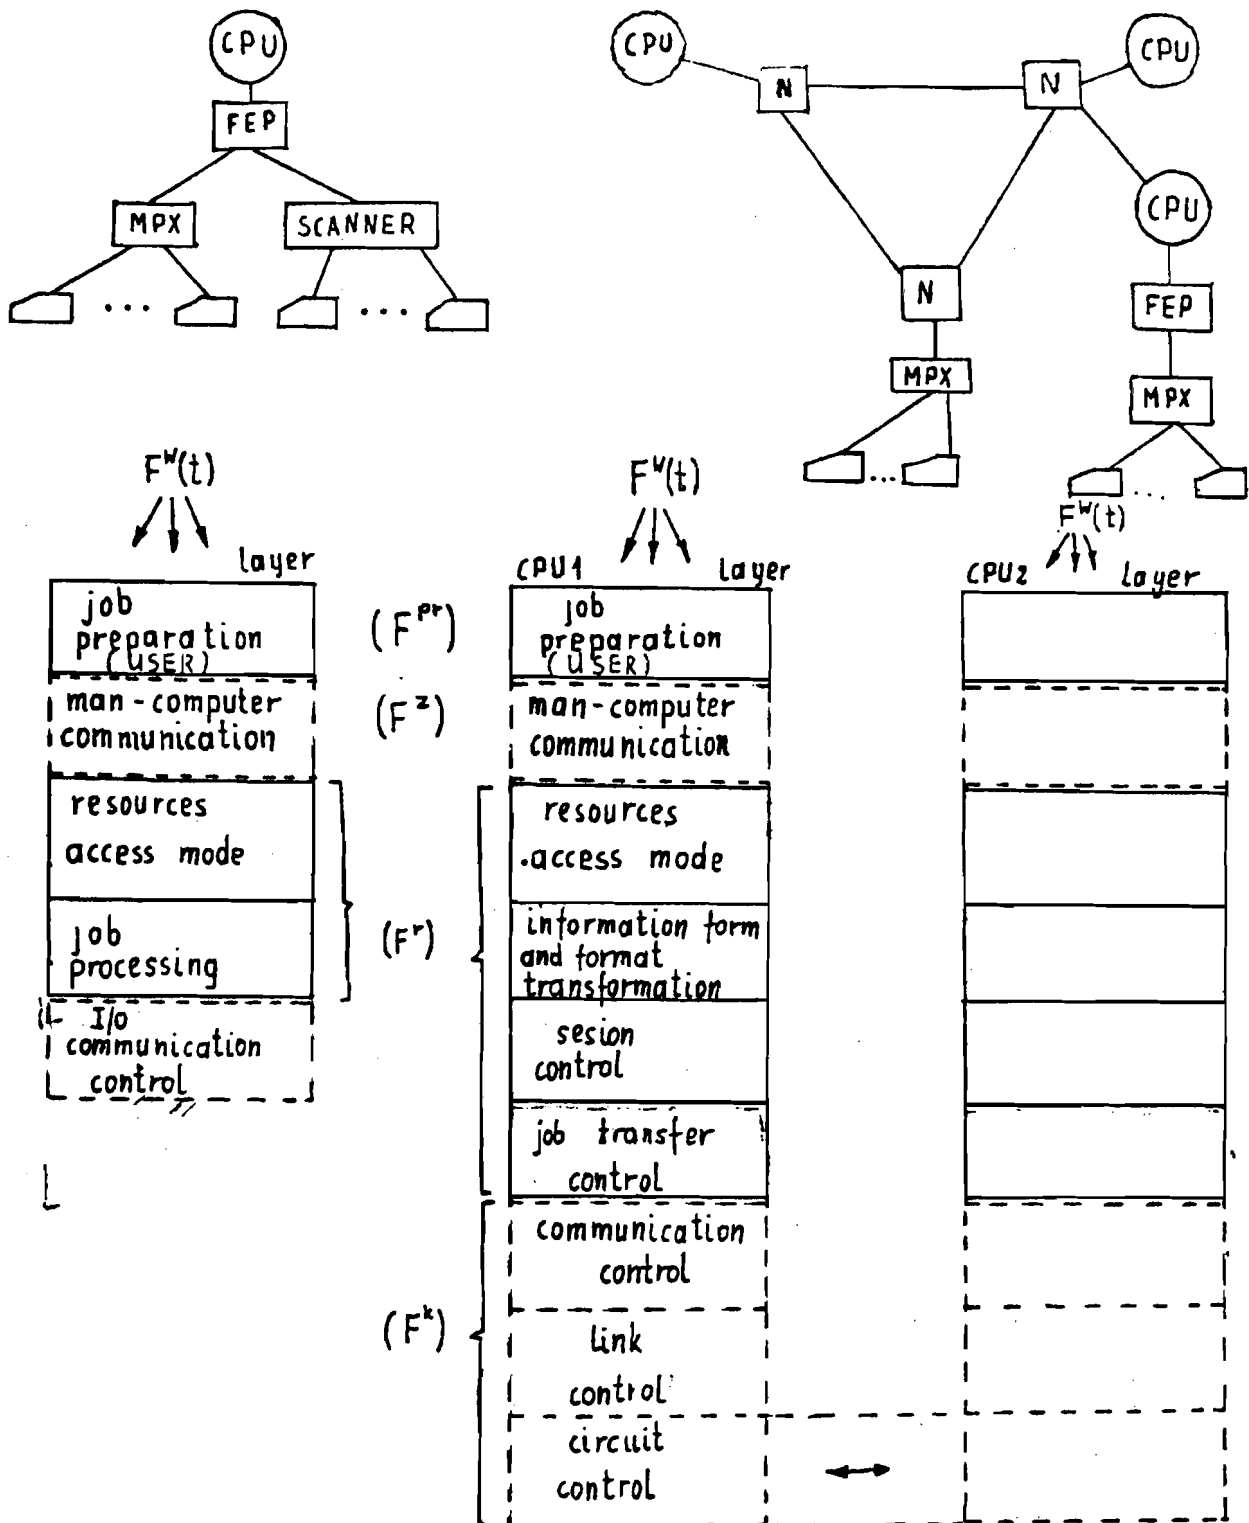 CPU
FEP
MPX
SCANNER
... ...
CPU
N
N
CPU
CPU
N
FEP
MPX
MPX
...
...
F^w(t)
F^w(t)
F^w(t)
layer
job
preparation
(USER)
man-computer
communication
resources
access mode
job
processing
I/o
communication
control
(F^pr)
(F^z)
(F^r)
(F^k)
CPU1 layer
job
preparation
(USER)
man-computer
communication
resources
access mode
information form
and format
transformation
sesion
control
job transfer
control
communication
control
link
control
circuit
control
CPU2 layer